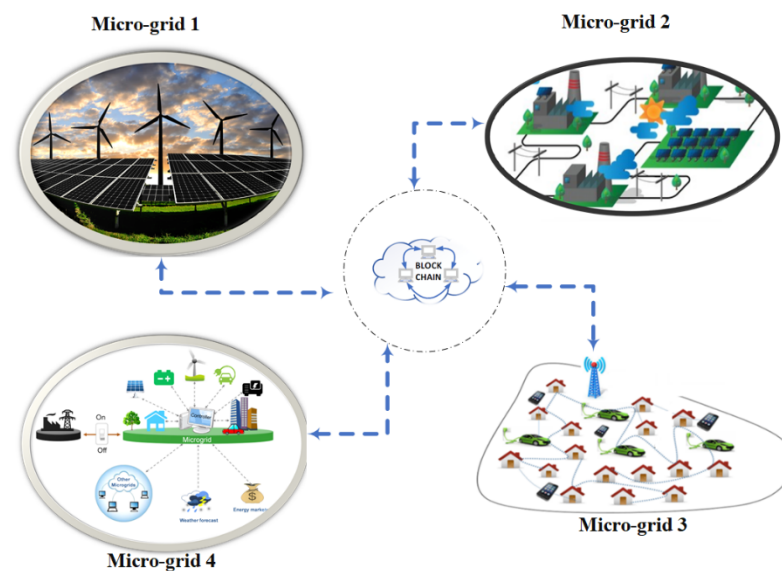 Micro-grid 1
Micro-grid 2
BLOCK
CHAIN
On
Off
Controller
Microgrid
Other
Microgrids
Weather forecast
Energy market
Micro-grid 3
Micro-grid 4